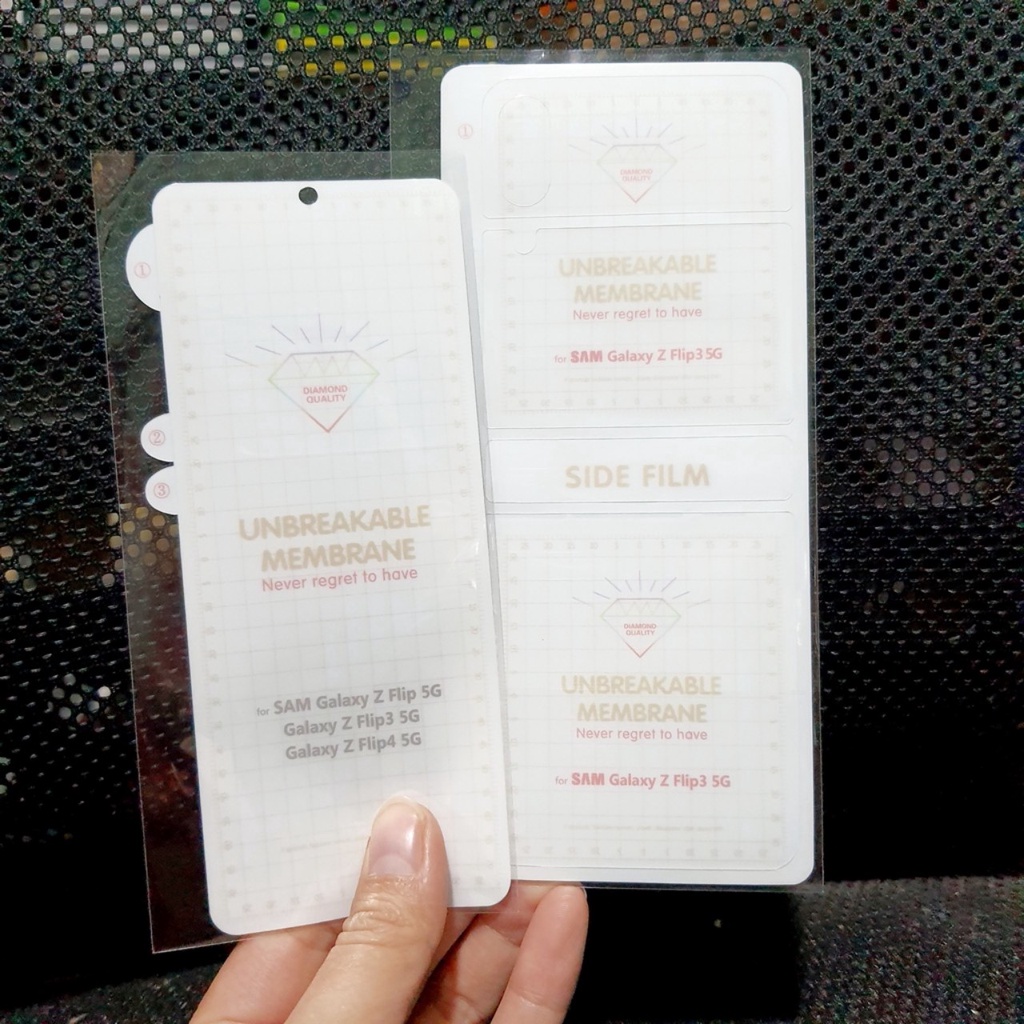 ①
②
③
DIAMOND
QUALITY
UNBREAKABLE
MEMBRANE
Never regret to have
for SAM Galaxy Z Flip 5G
Galaxy Z Flip3 5G
Galaxy Z Flip4 5G
①
DIAMOND
QUALITY
UNBREAKABLE
MEMBRANE
Never regret to have
for SAM Galaxy Z Flip3 5G
SIDE FILM
DIAMOND
QUALITY
UNBREAKABLE
MEMBRANE
Never regret to have
for SAM Galaxy Z Flip3 5G